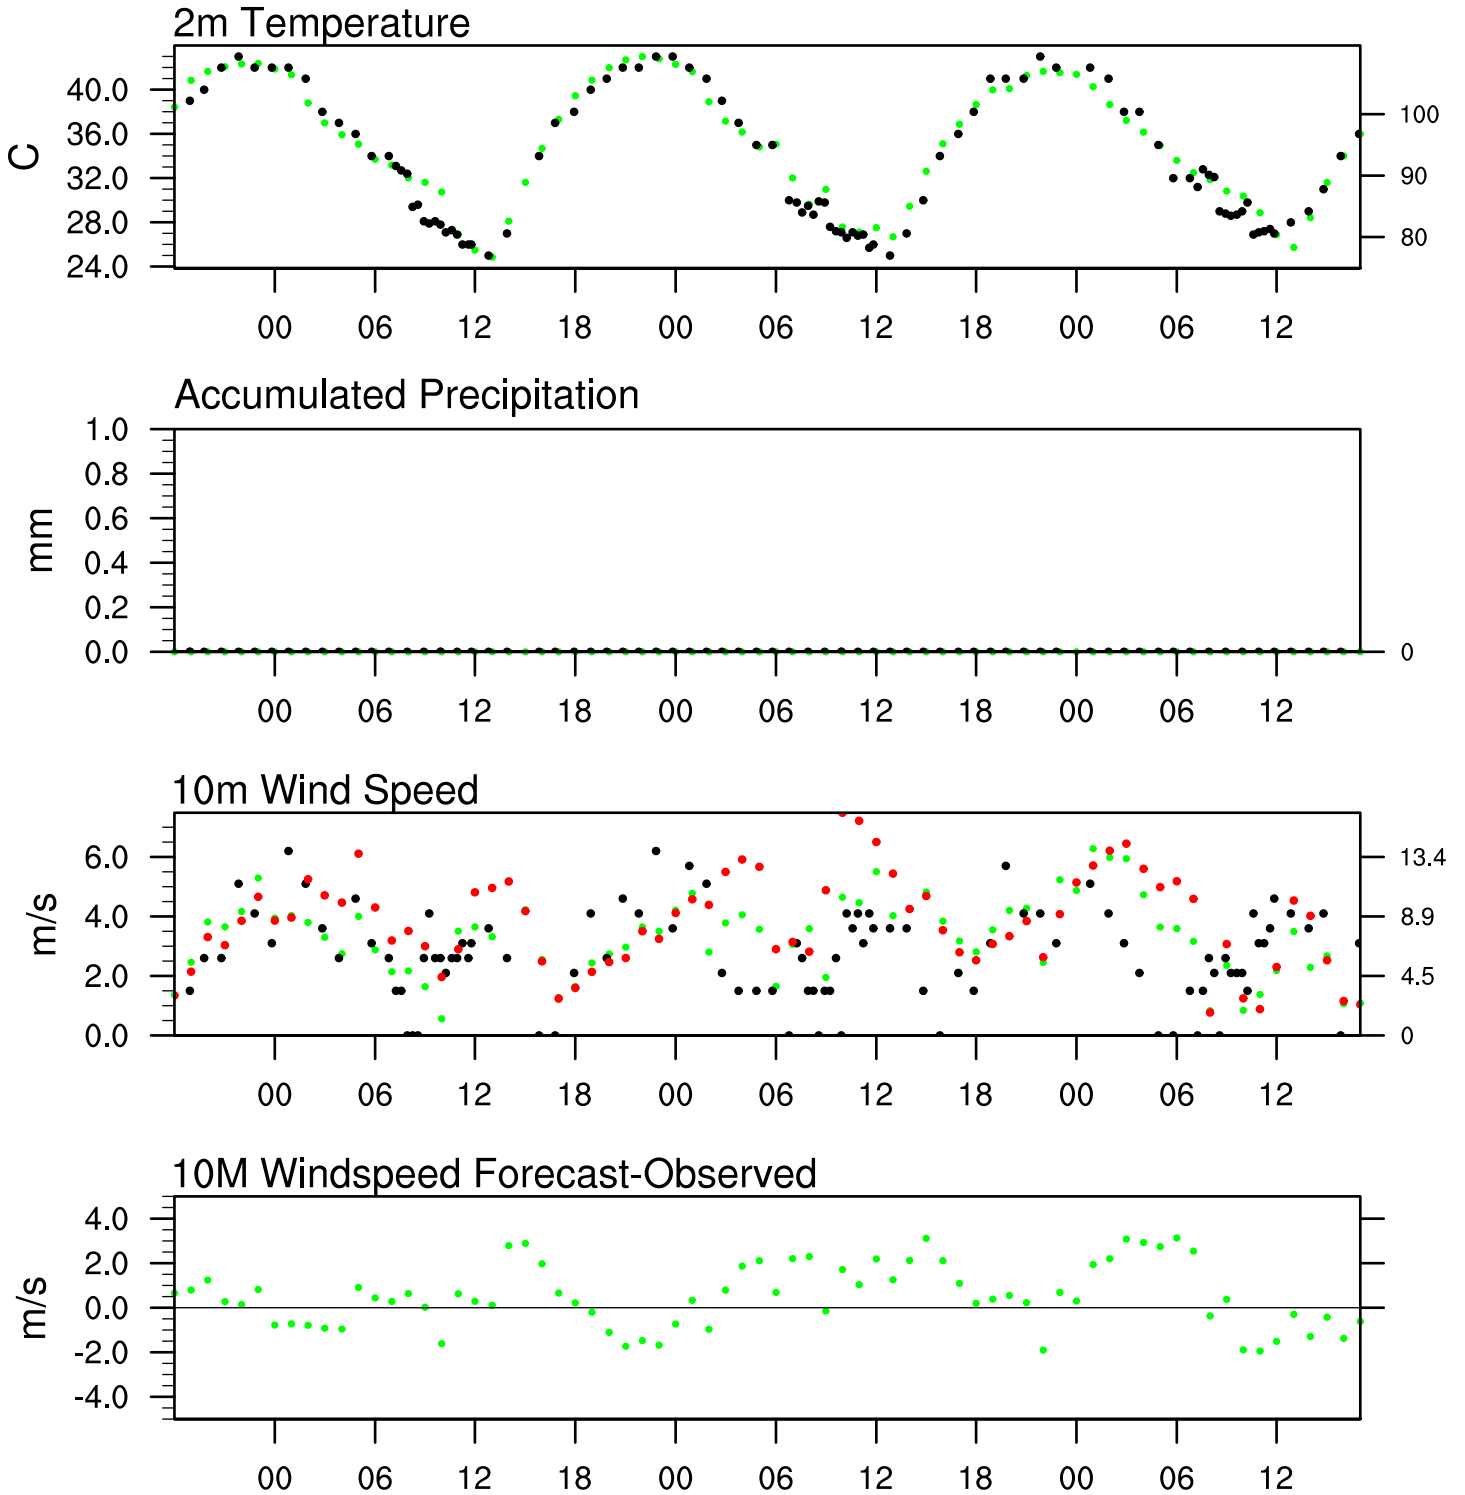 2m Temperature
C
40.0
36.0
32.0
28.0
24.0
100
90
80
00 06 12 18 00 06 12 18 00 06 12
Accumulated Precipitation
mm
1.0
0.8
0.6
0.4
0.2
0.0
0
00 06 12 18 00 06 12 18 00 06 12
10m Wind Speed
m/s
6.0
4.0
2.0
0.0
13.4
8.9
4.5
0
00 06 12 18 00 06 12 18 00 06 12
10M Windspeed Forecast-Observed
m/s
4.0
2.0
0.0
-2.0
-4.0
00 06 12 18 00 06 12 18 00 06 12